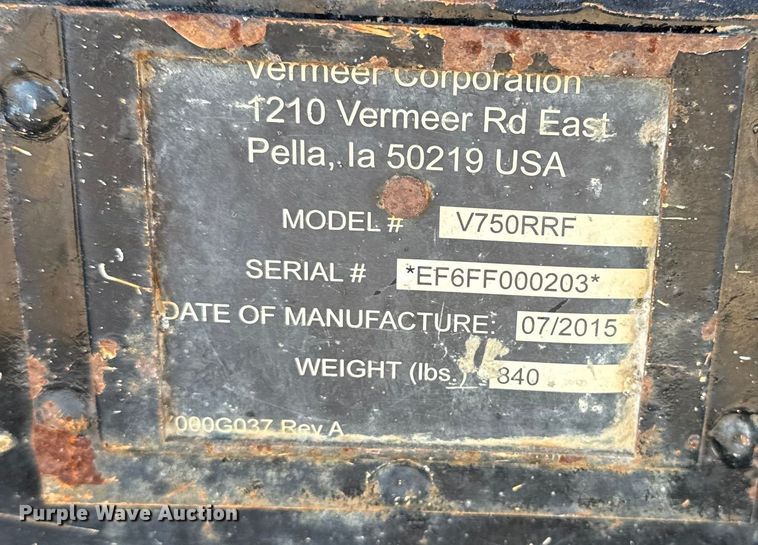 Vermeer Corporation
1210 Vermeer Rd East
Pella, Ia 50219 USA
MODEL # V750RRF
SERIAL # *EF6FF000203*
DATE OF MANUFACTURE: 07/2015
WEIGHT (lbs.) 840
000G037 Rev A
Purple Wave Auction